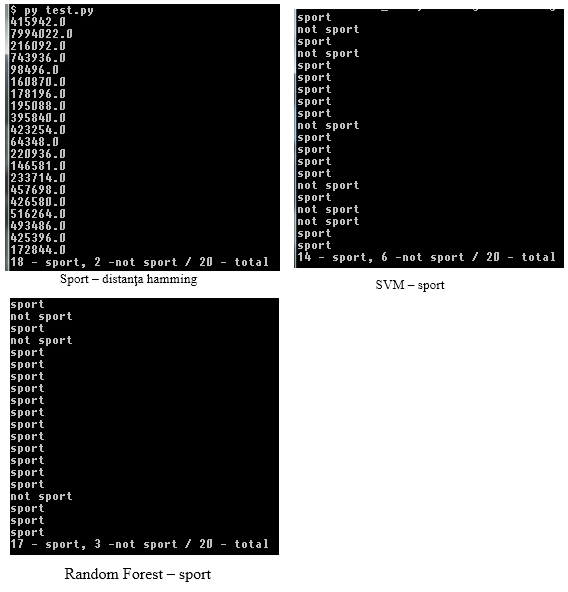 $ py test.py
415942.0
7994022.0
216092.0
743936.0
98496.0
160870.0
178196.0
195088.0
395840.0
423254.0
64348.0
220936.0
146581.0
233714.0
457698.0
426580.0
516264.0
493486.0
425396.0
172844.0
18 - sport, 2 -not sport / 20 - total
Sport – distanţa hamming
sport
not sport
sport
not sport
sport
sport
sport
sport
sport
not sport
sport
sport
sport
sport
not sport
sport
not sport
not sport
sport
sport
14 - sport, 6 -not sport / 20 - total
SVM – sport
sport
not sport
sport
not sport
sport
sport
sport
sport
sport
sport
sport
sport
sport
sport
sport
sport
not sport
sport
sport
sport
17 - sport, 3 -not sport / 20 - total
Random Forest – sport